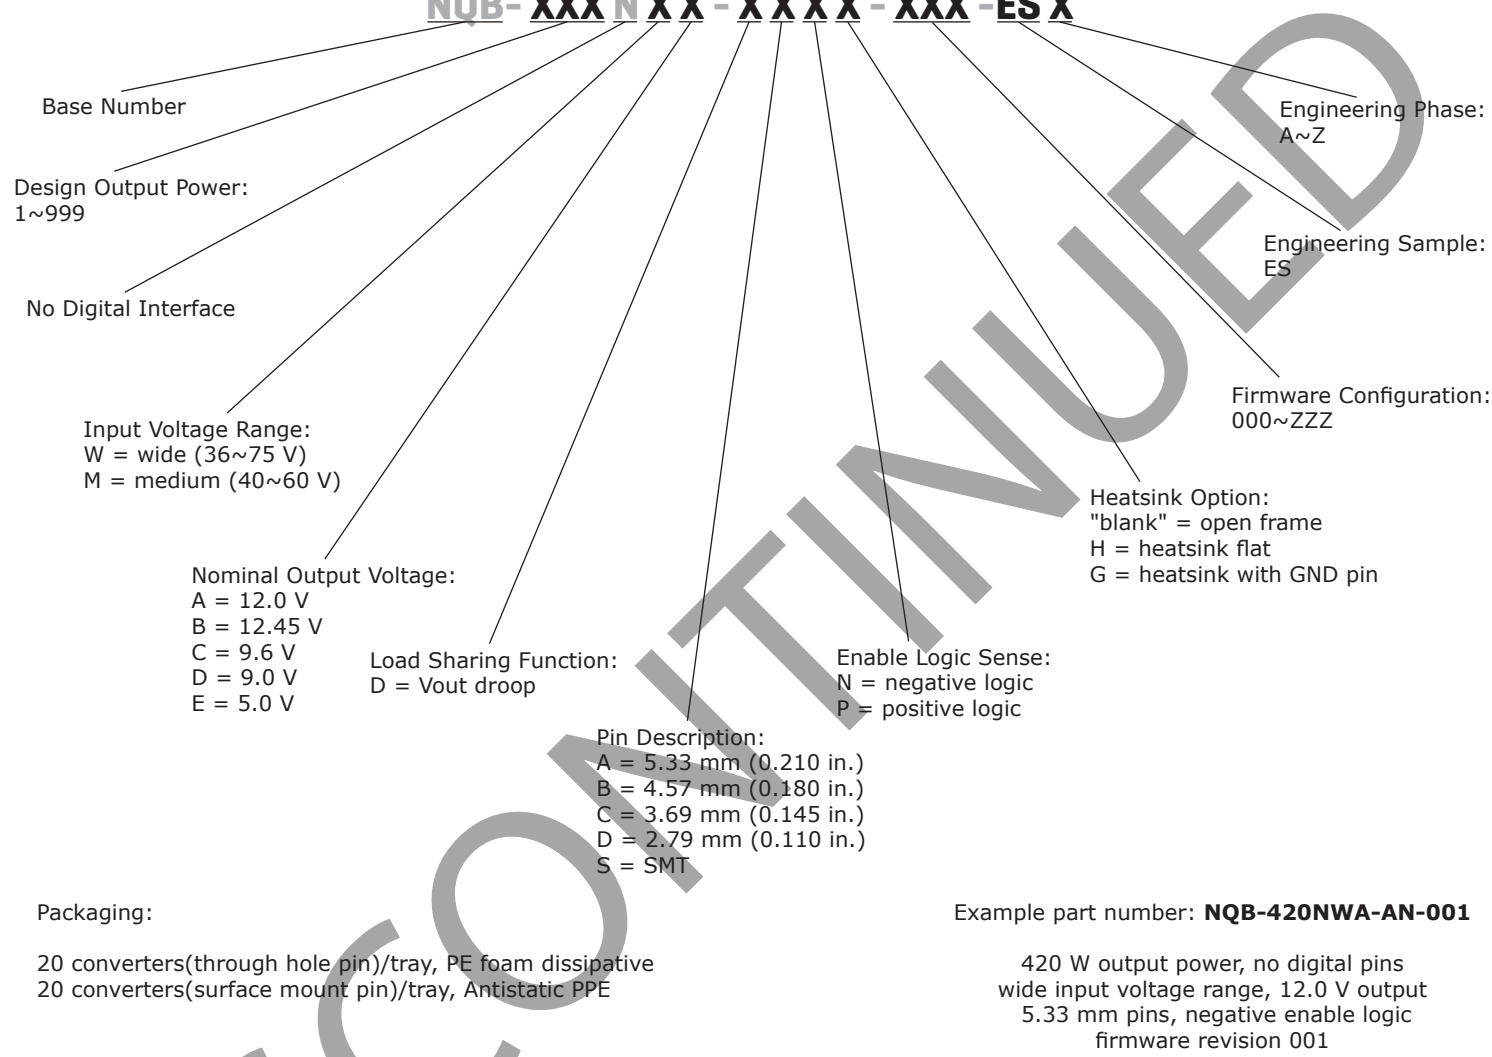 NQB- XXX N X X - X X X X - XXX -ES X
Base Number
Engineering Phase:
A~Z
Design Output Power:
1~999
Engineering Sample:
ES
No Digital Interface
Firmware Configuration:
000~ZZZ
Input Voltage Range:
W = wide (36~75 V)
M = medium (40~60 V)
Heatsink Option:
"blank" = open frame
H = heatsink flat
G = heatsink with GND pin
Nominal Output Voltage:
A = 12.0 V
B = 12.45 V
C = 9.6 V
D = 9.0 V
E = 5.0 V
Load Sharing Function:
D = Vout droop
Enable Logic Sense:
N = negative logic
P = positive logic
Pin Description:
A = 5.33 mm (0.210 in.)
B = 4.57 mm (0.180 in.)
C = 3.69 mm (0.145 in.)
D = 2.79 mm (0.110 in.)
S = SMT
Packaging:
20 converters(through hole pin)/tray, PE foam dissipative
20 converters(surface mount pin)/tray, Antistatic PPE
Example part number: NQB-420NWA-AN-001
420 W output power, no digital pins
wide input voltage range, 12.0 V output
5.33 mm pins, negative enable logic
firmware revision 001
CONTINUED